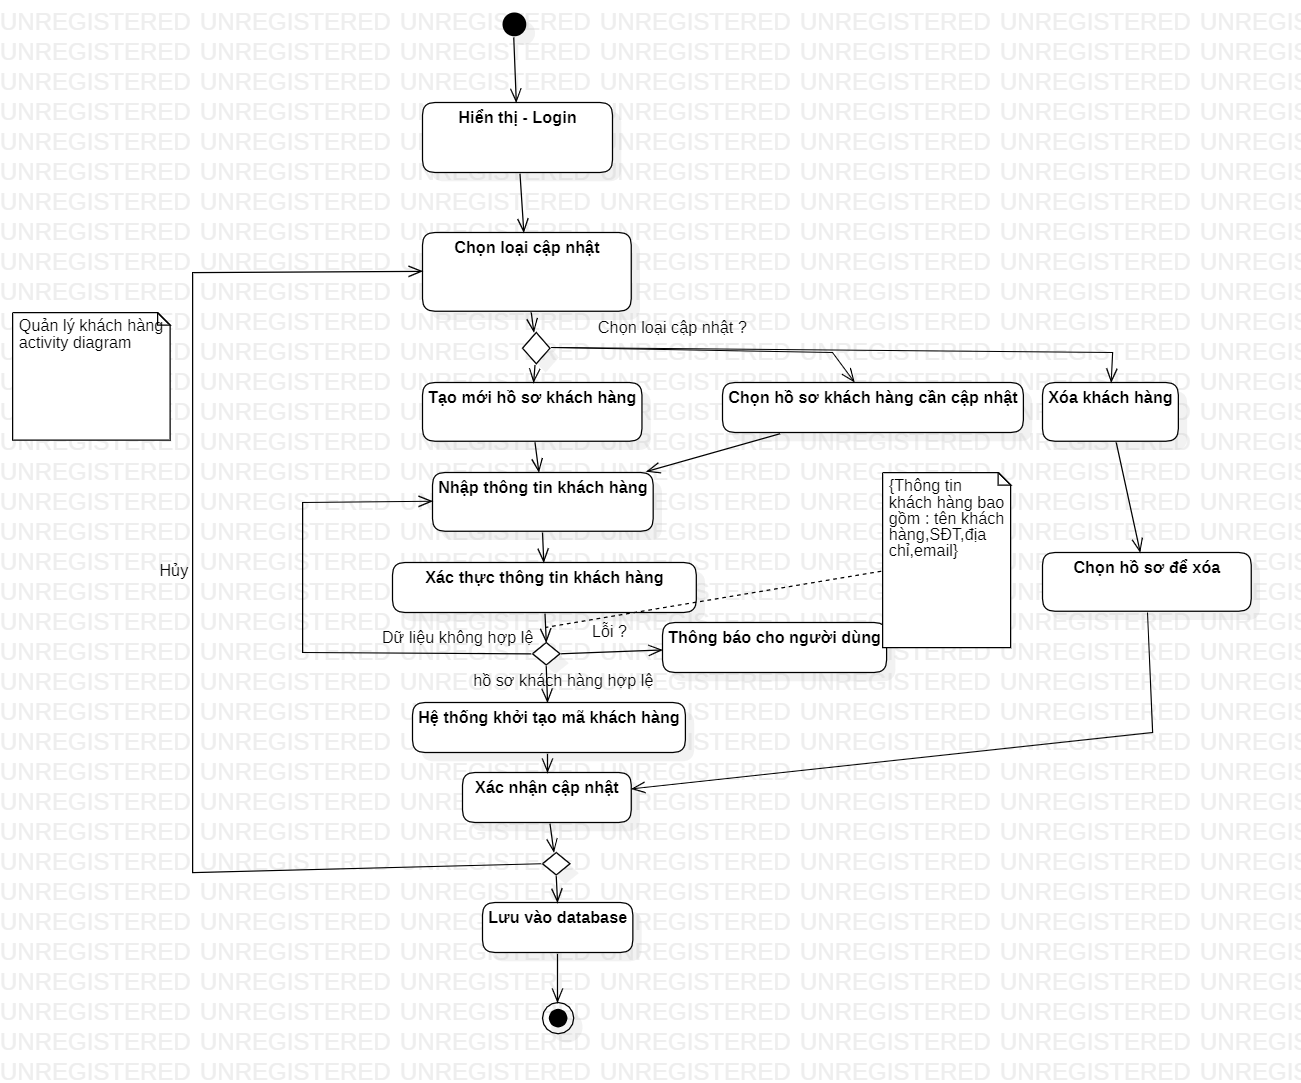 Hiển thị - Login
Chọn loại cập nhật
Quản lý khách hàng
activity diagram
Chọn loại cập nhật ?
Tạo mới hồ sơ khách hàng
Chọn hồ sơ khách hàng cần cập nhật
Xóa khách hàng
Nhập thông tin khách hàng
{Thông tin
khách hàng bao
gồm : tên khách
hàng,SĐT,địa
chỉ,email}
Hủy
Xác thực thông tin khách hàng
Chọn hồ sơ để xóa
Dữ liệu không hợp lệ
Lỗi ?
Thông báo cho người dùng
hồ sơ khách hàng hợp lệ
Hệ thống khởi tạo mã khách hàng
Xác nhận cập nhật
Lưu vào database
UNREGISTERED